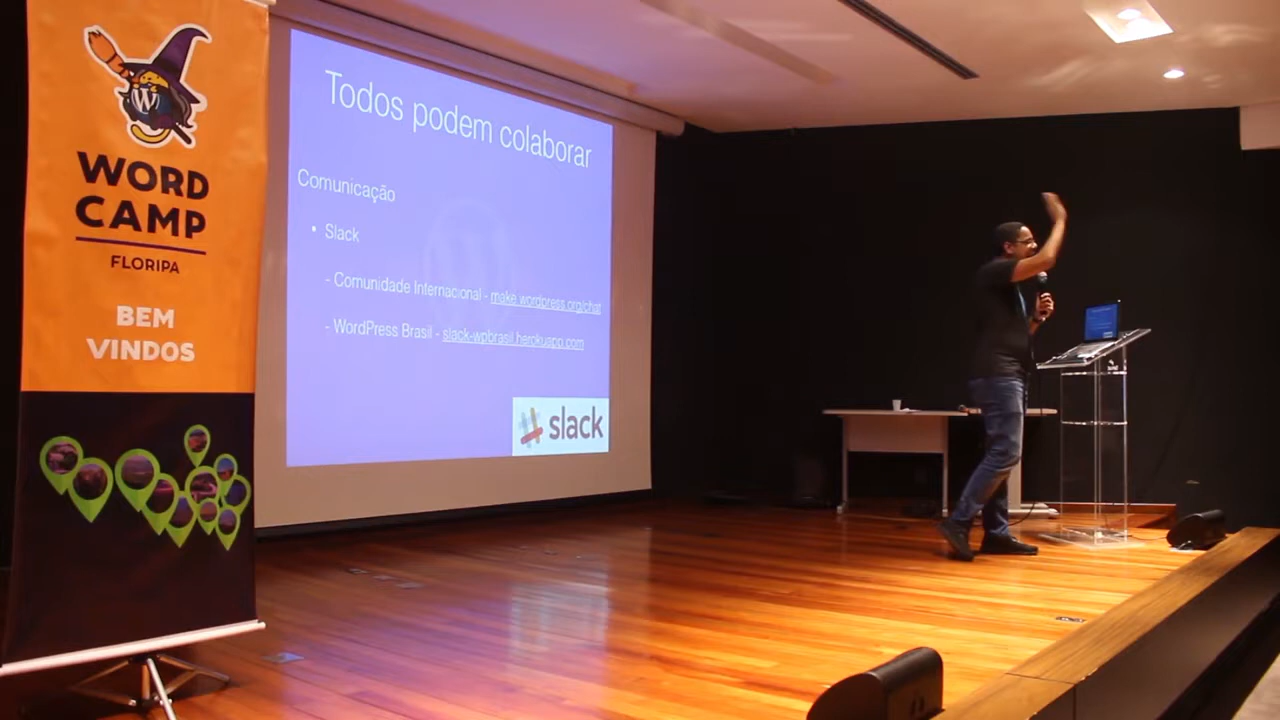 WORD
CAMP
FLORIPA
BEM
VINDOS
Todos podem colaborar
Comunicação
• Slack
- Comunidade Internacional - make.wordpress.org/chat
- WordPress Brasil - slack-wpbrasil.herokuapp.com
slack